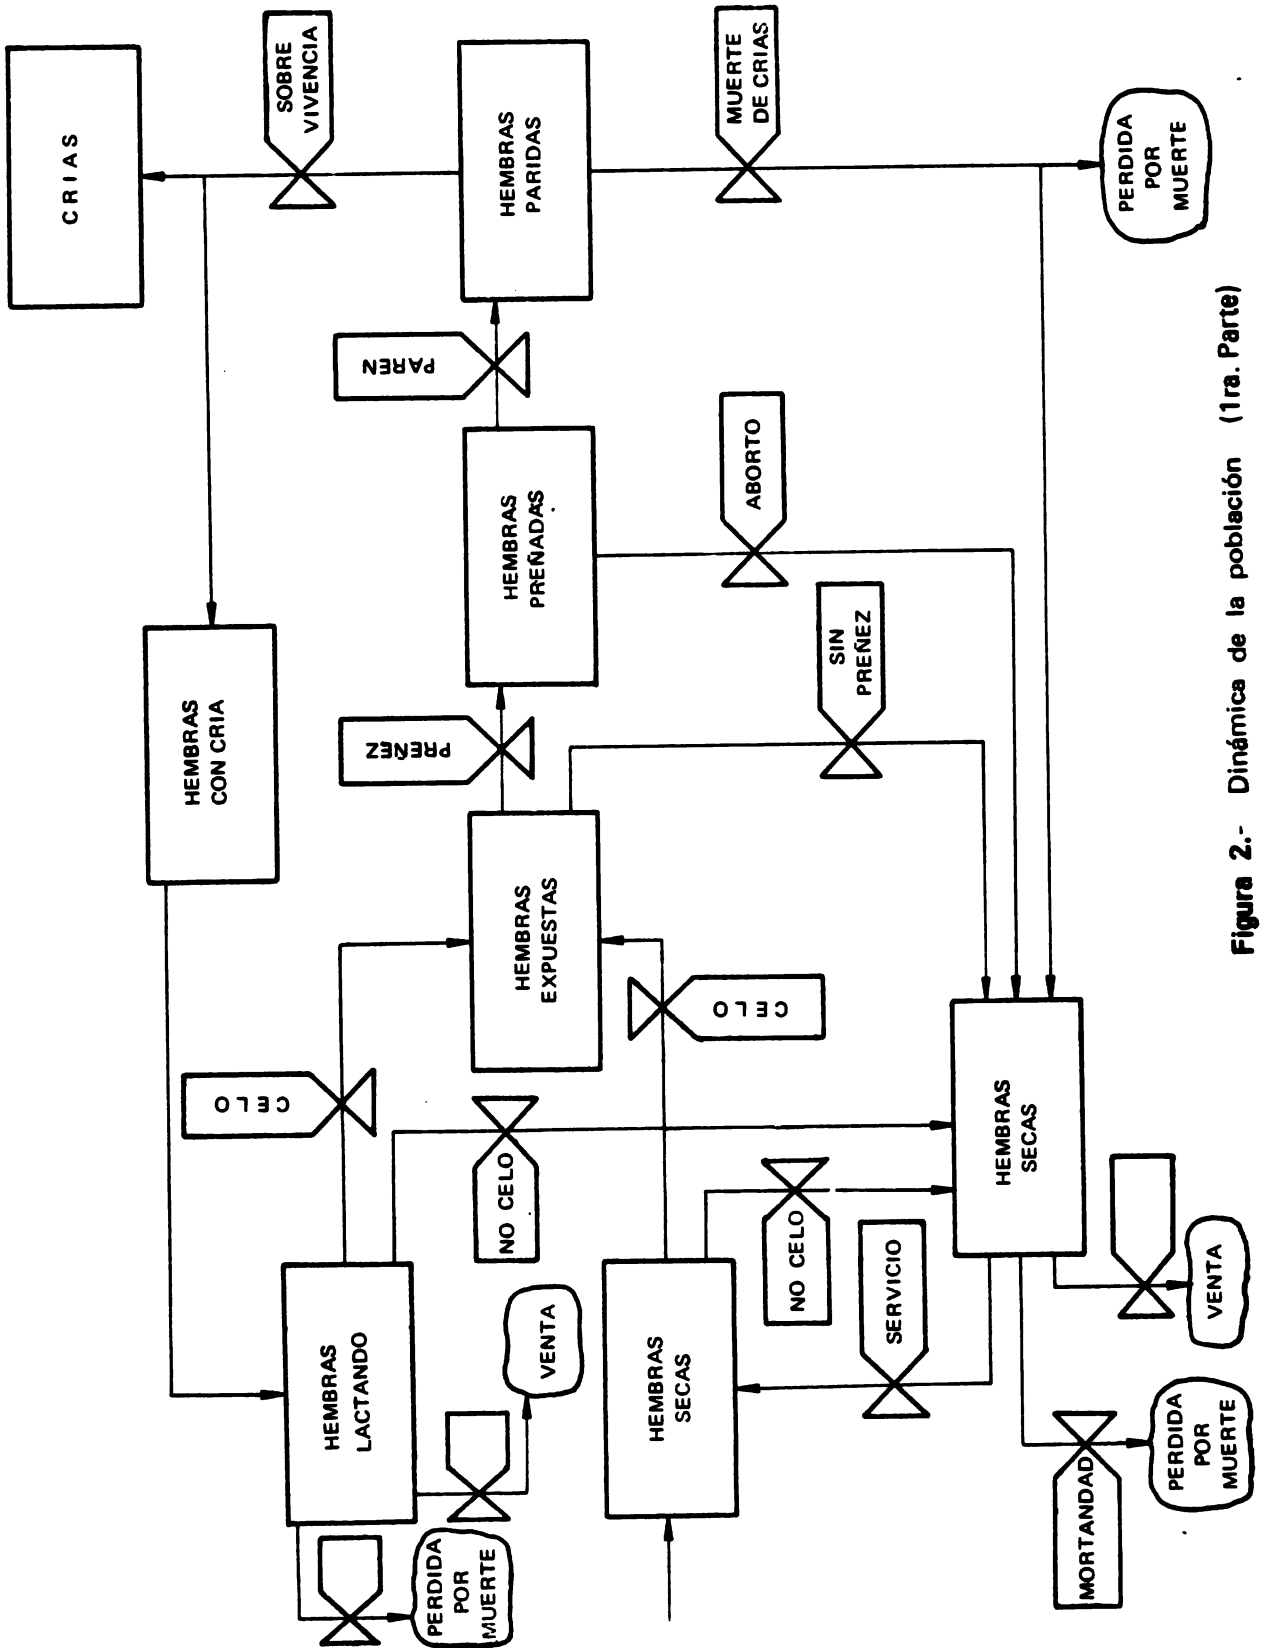 CRIAS
SOBRE
VIVENCIA
HEMBRAS
PARIDAS
MUERTE
DE CRIAS
PERDIDA
POR
MUERTE
PAREN
HEMBRAS
PREÑADAS
ABORTO
HEMBRAS
CON CRIA
PREÑEZ
SIN
PREÑEZ
HEMBRAS
EXPUESTAS
CELO
CELO
NO CELO
HEMBRAS
LACTANDO
VENTA
PERDIDA
POR
MUERTE
HEMBRAS
SECAS
NO CELO
SERVICIO
HEMBRAS
SECAS
VENTA
MORTANDAD
PERDIDA
POR
MUERTE
Figura 2.- Dinámica de la población (1ra. Parte)